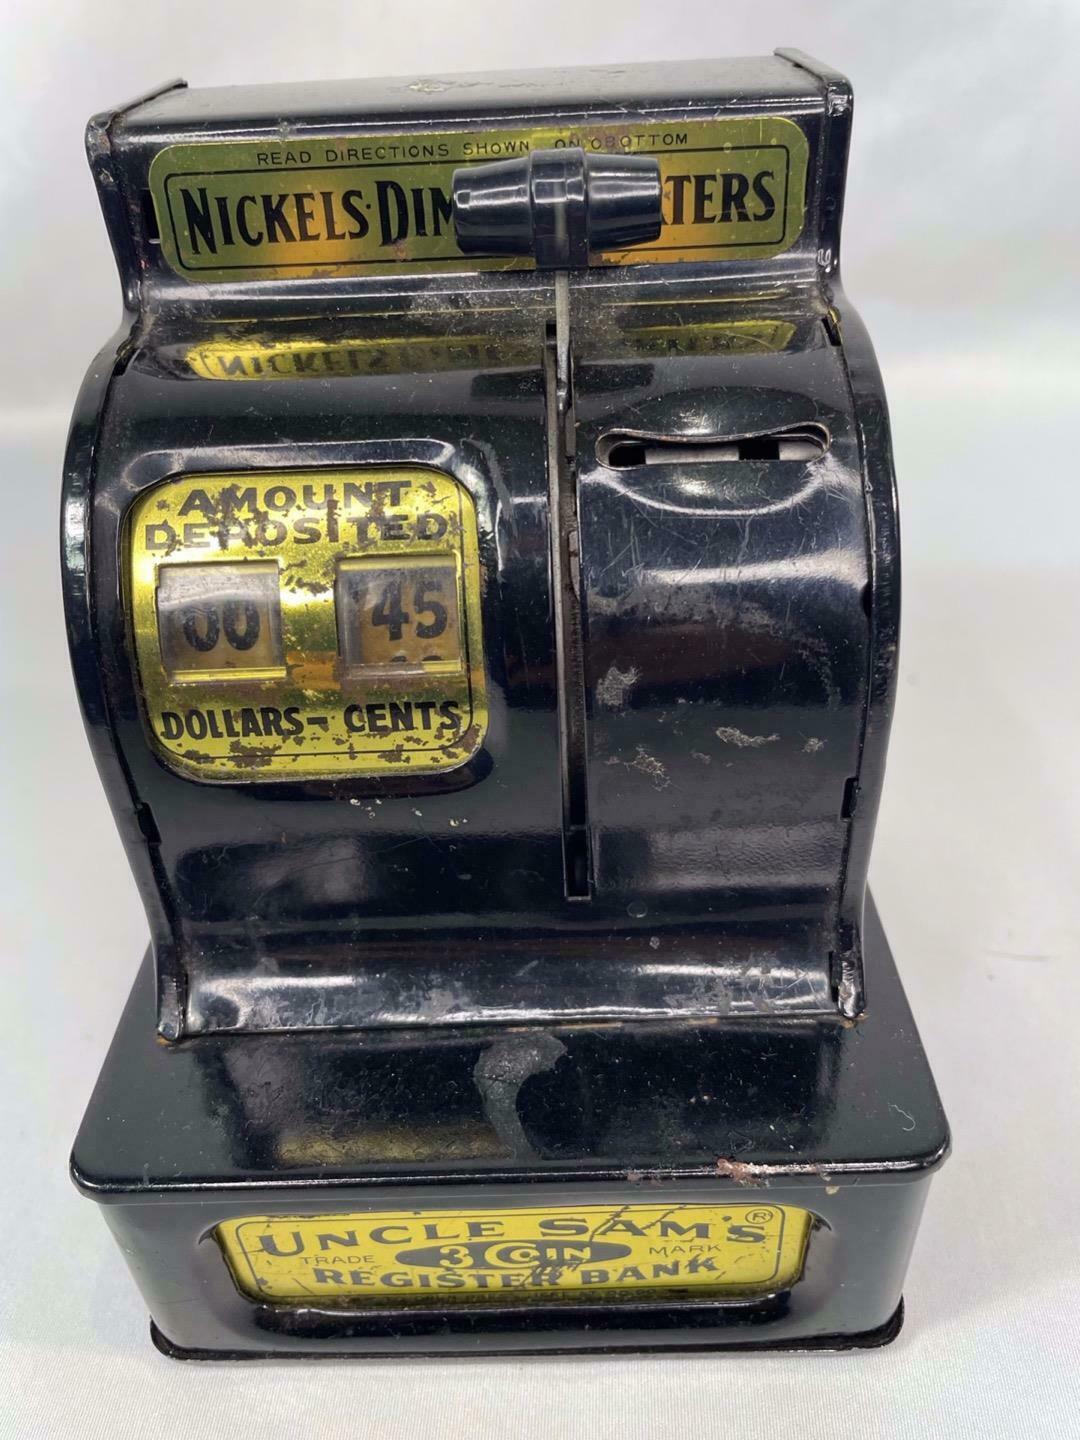 READ DIRECTIONS SHOWN ON BOTTOM
NICKELS·DIM TERS
AMOUNT
DEPOSITED
00 45
DOLLARS- CENTS
UNCLE SAM'S ®
TRADE 3 COIN MARK
REGISTER BANK